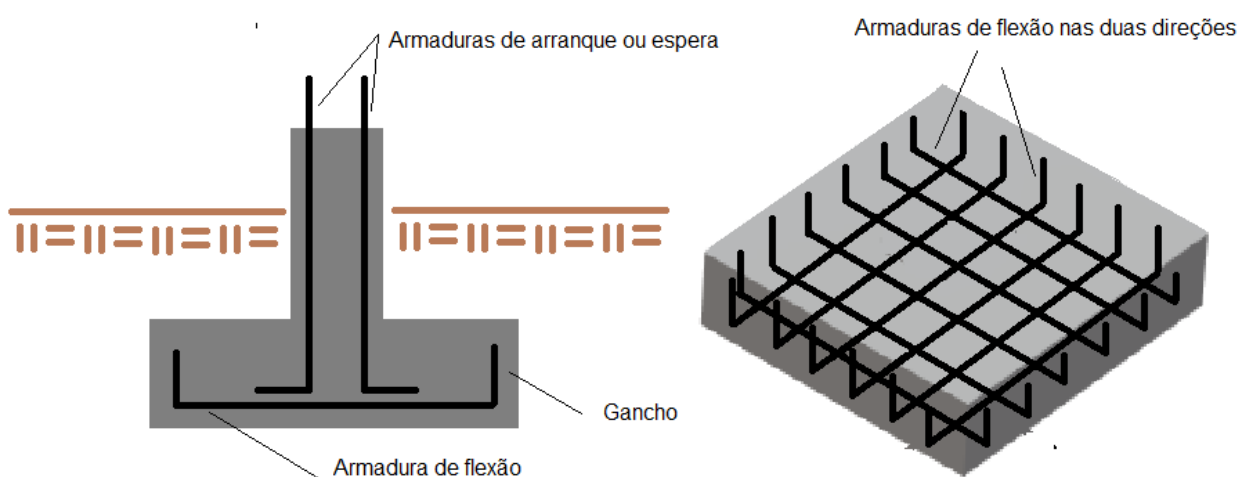 Armaduras de arranque ou espera
Armaduras de flexão nas duas direções
Gancho
Armadura de flexão